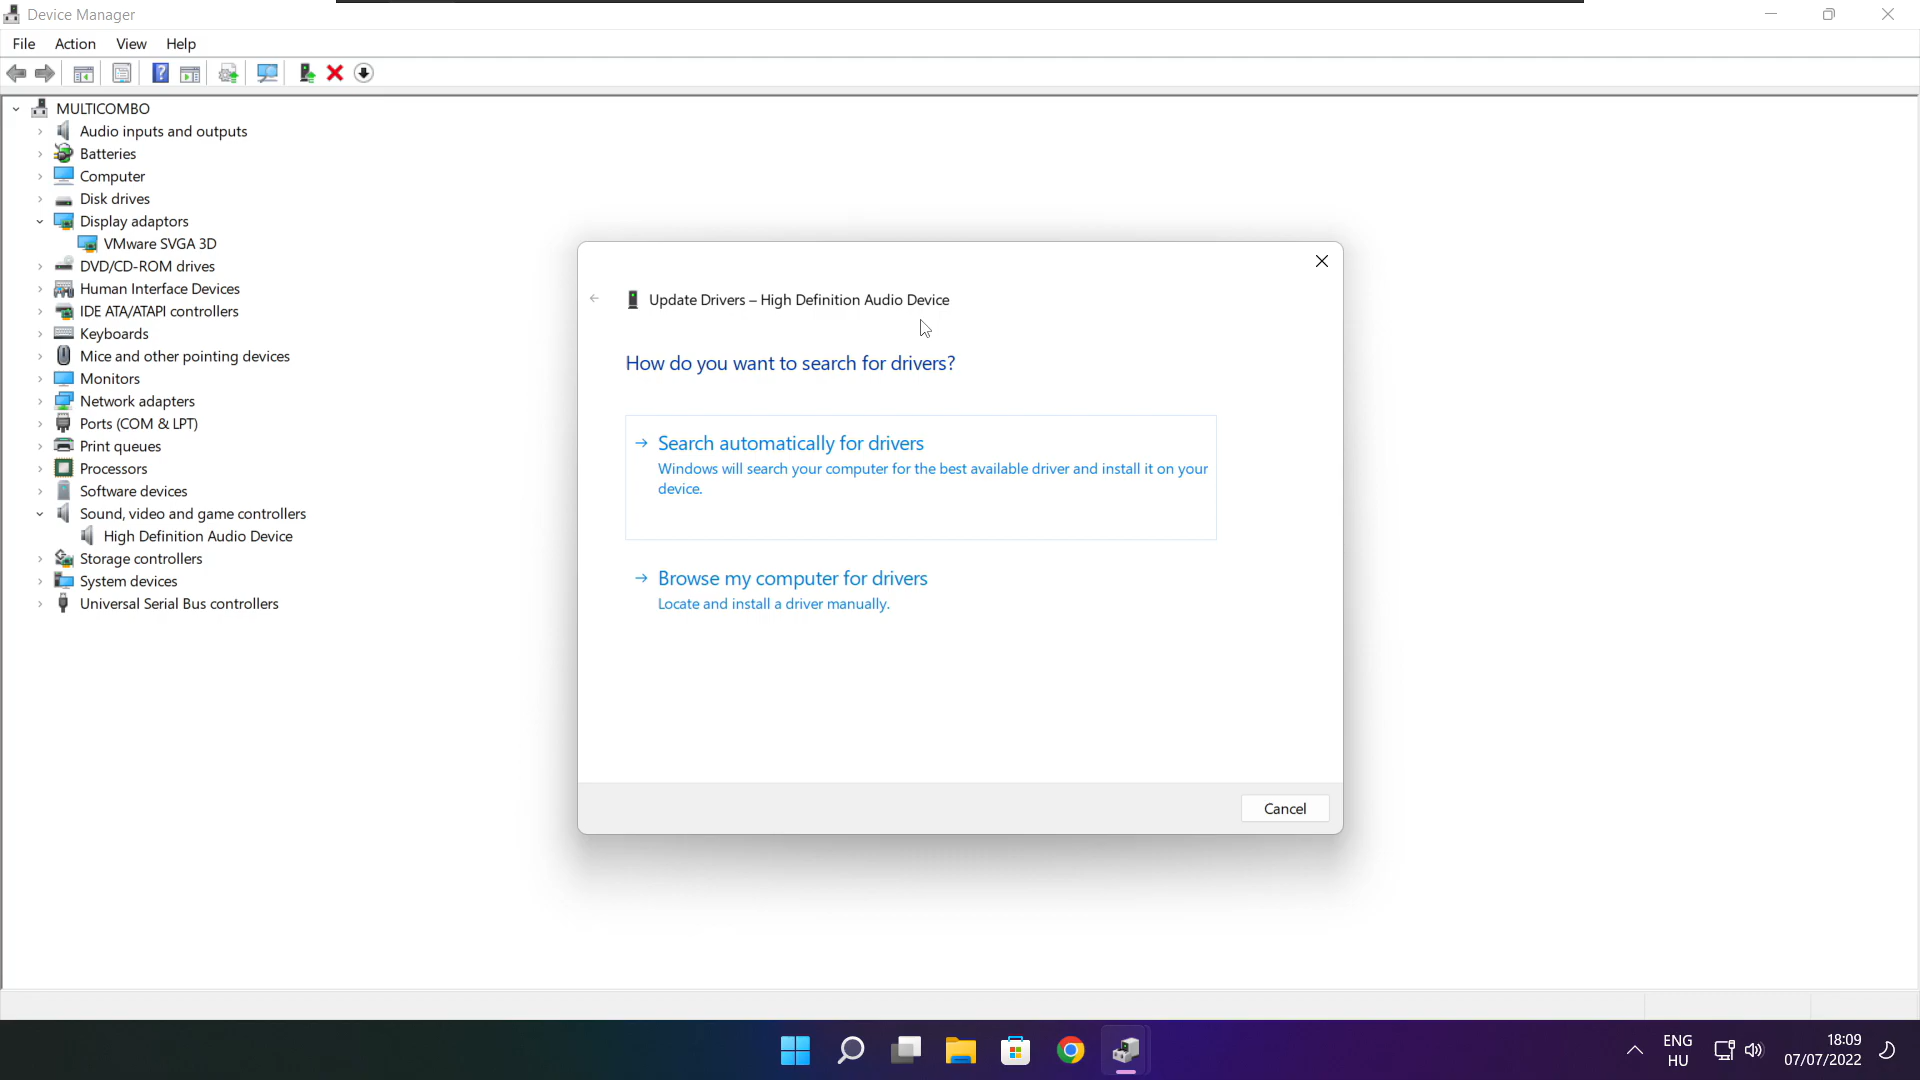 Device Manager
File Action View Help
MULTICOMBO
Audio inputs and outputs
Batteries
Computer
Disk drives
Display adaptors
VMware SVGA 3D
DVD/CD-ROM drives
Human Interface Devices
IDE ATA/ATAPI controllers
Keyboards
Mice and other pointing devices
Monitors
Network adapters
Ports (COM & LPT)
Print queues
Processors
Software devices
Sound, video and game controllers
High Definition Audio Device
Storage controllers
System devices
Universal Serial Bus controllers
Update Drivers – High Definition Audio Device
How do you want to search for drivers?
Search automatically for drivers
Windows will search your computer for the best available driver and install it on your
device.
Browse my computer for drivers
Locate and install a driver manually.
Cancel
ENG
HU
18:09
07/07/2022